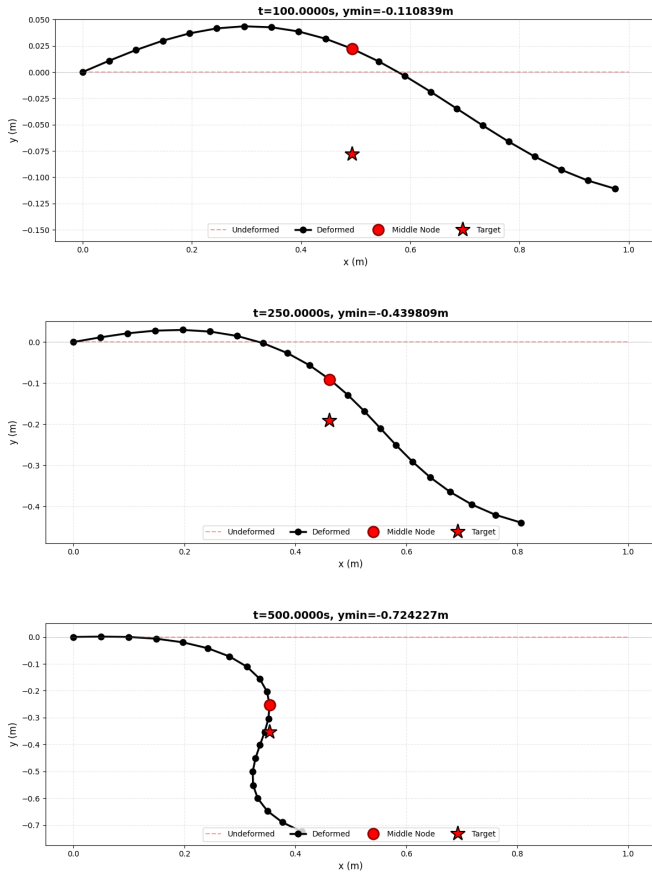 t=100.0000s, ymin=-0.110839m
0.050
0.025
0.000
−0.025
−0.050
−0.075
−0.100
−0.125
−0.150
y (m)
Undeformed Deformed Middle Node Target
0.0 0.2 0.4 0.6 0.8 1.0
x (m)
t=250.0000s, ymin=-0.439809m
0.0
−0.1
−0.2
−0.3
−0.4
y (m)
Undeformed Deformed Middle Node Target
0.0 0.2 0.4 0.6 0.8 1.0
x (m)
t=500.0000s, ymin=-0.724227m
0.0
−0.1
−0.2
−0.3
−0.4
−0.5
−0.6
−0.7
y (m)
Undeformed Deformed Middle Node Target
0.0 0.2 0.4 0.6 0.8 1.0
x (m)